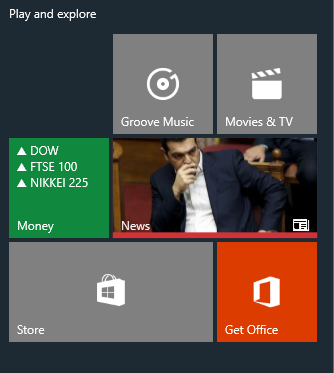 Play and explore
Groove Music
Movies & TV
▲ DOW
▲ FTSE 100
▲ NIKKEI 225
Money
News
Store
Get Office